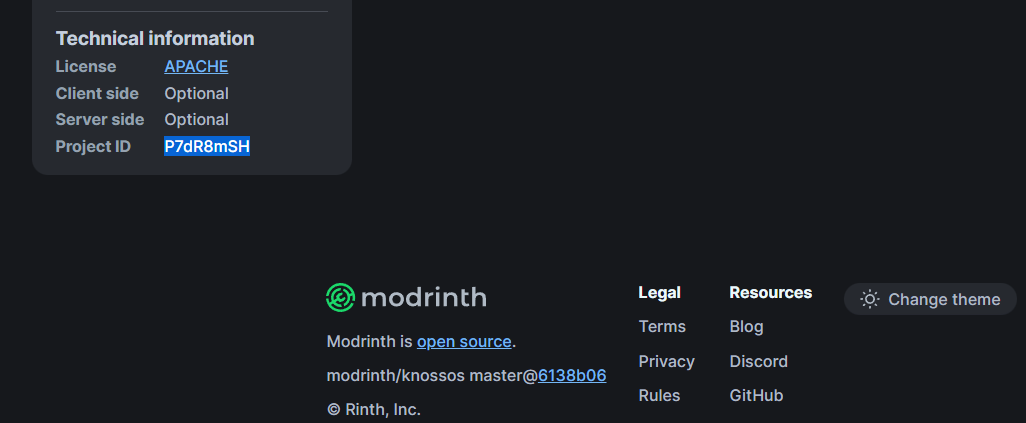 Technical information
License APACHE
Client side Optional
Server side Optional
Project ID P7dR8mSH
modrinth
Modrinth is open source.
modrinth/knossos master@6138b06
© Rinth, Inc.
Legal
Terms
Privacy
Rules
Resources
Blog
Discord
GitHub
Change theme